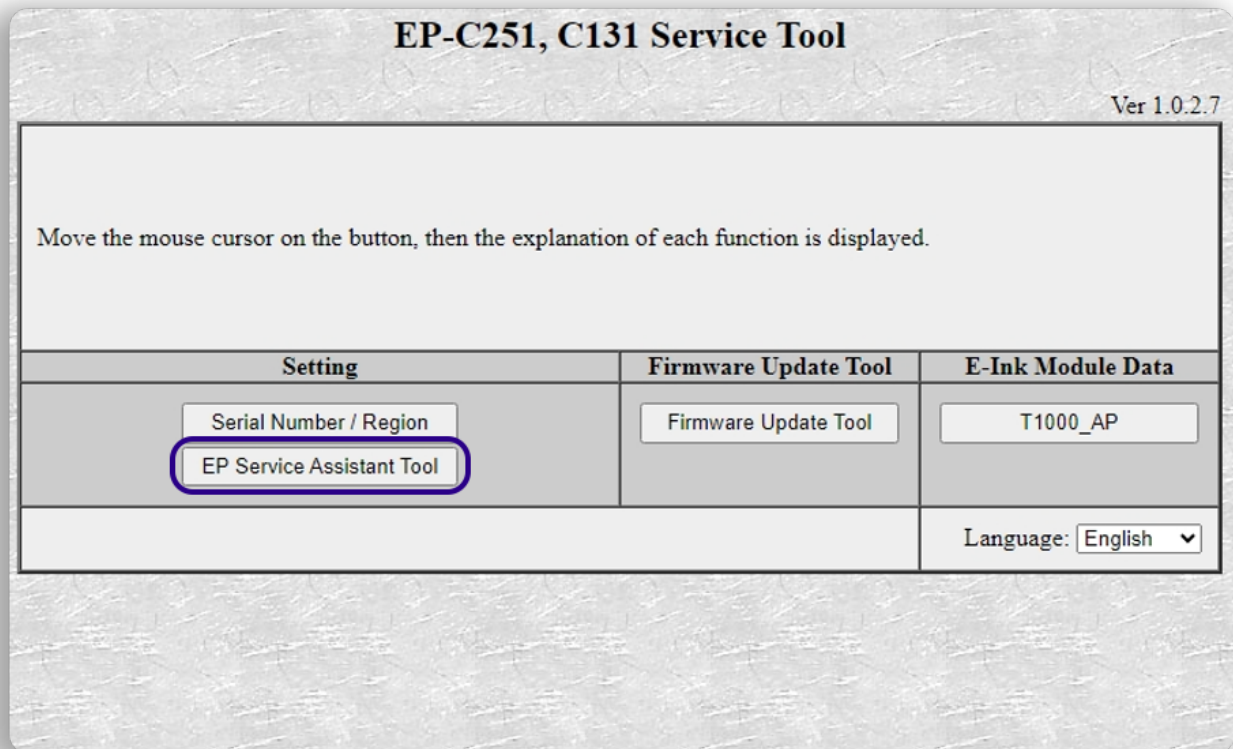 EP-C251, C131 Service Tool
Ver 1.0.2.7
Move the mouse cursor on the button, then the explanation of each function is displayed.
Setting
Firmware Update Tool
E-Ink Module Data
Serial Number / Region
Firmware Update Tool
T1000_AP
EP Service Assistant Tool
Language: English